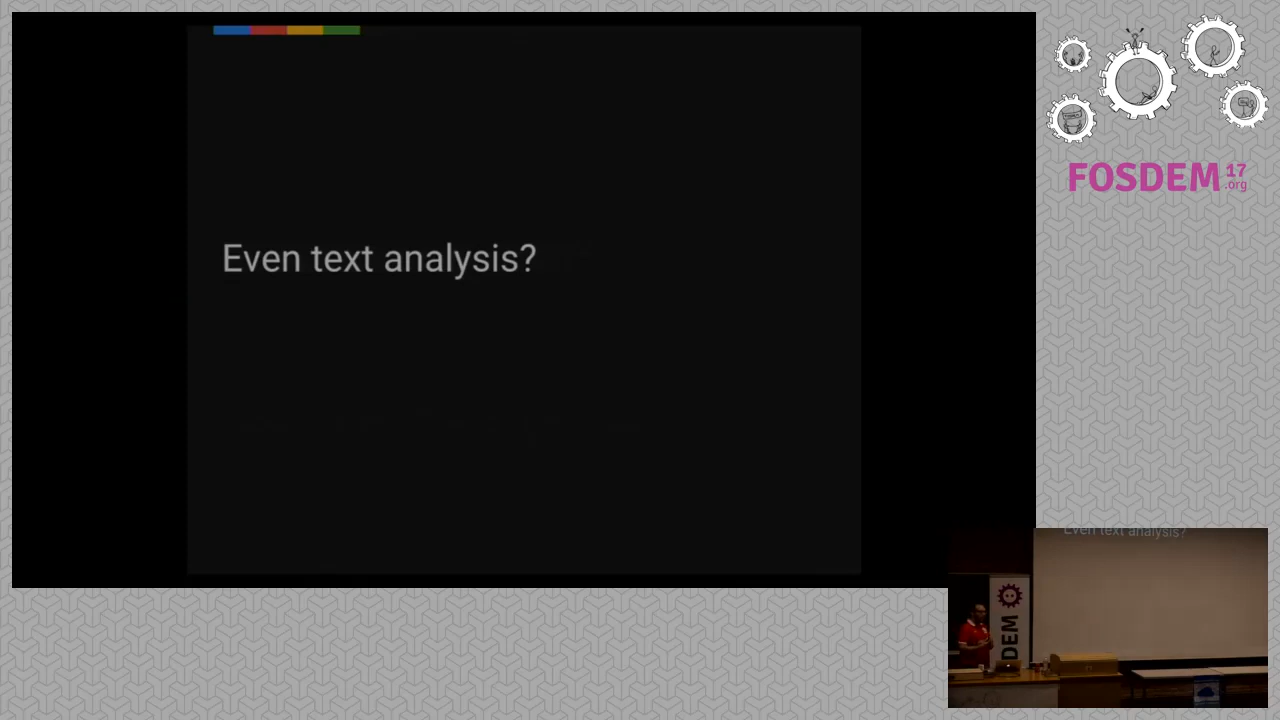 Even text analysis?
FOSDEM 17
.org
Even text analysis?
DEM